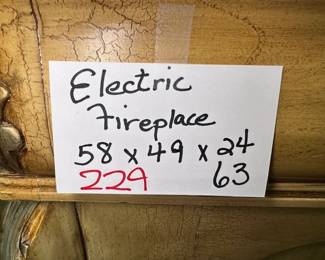 Electric
Fireplace
58 x 49 x 24
229 63